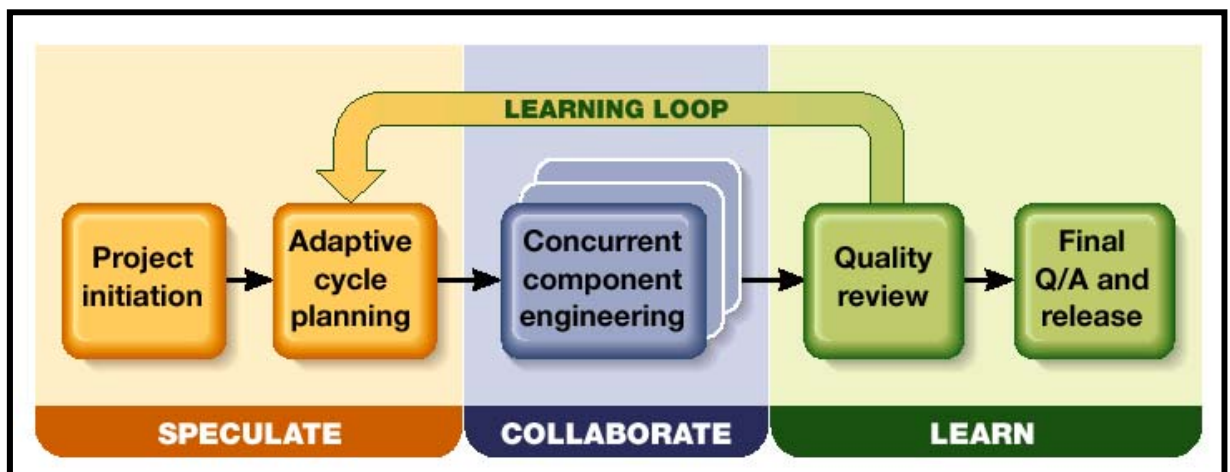 LEARNING LOOP
Project
initiation
Adaptive
cycle
planning
Concurrent
component
engineering
Quality
review
Final
Q/A and
release
SPECULATE
COLLABORATE
LEARN